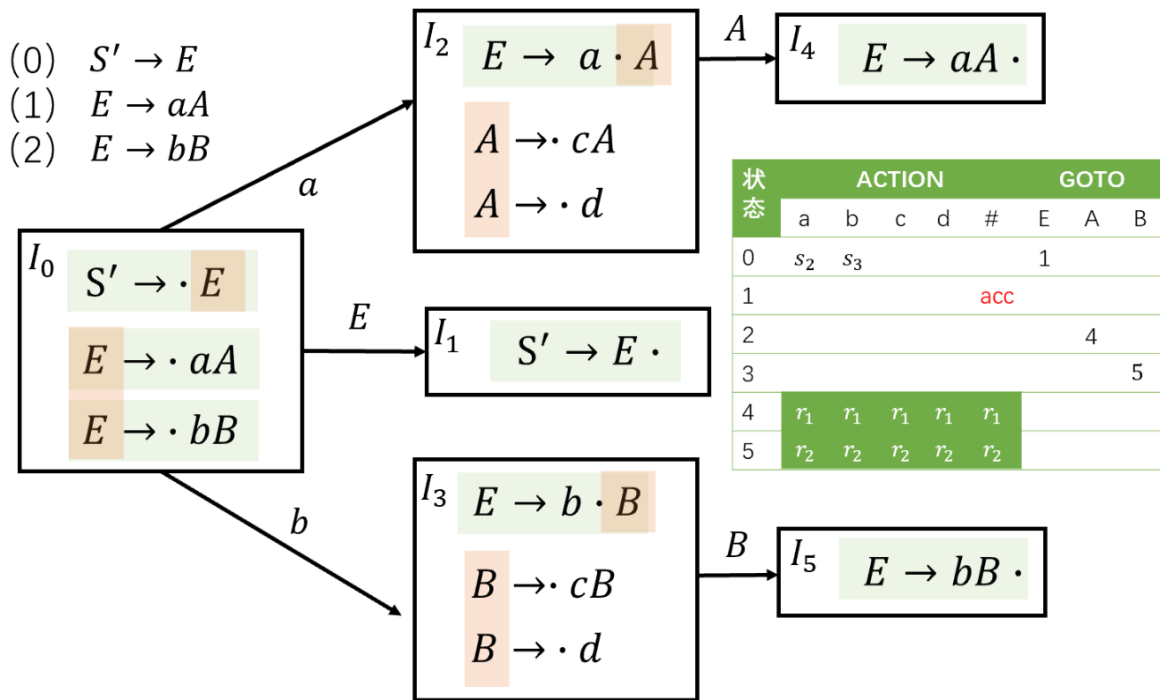 (0) S′ → E
(1) E → aA
(2) E → bB
I₀
S′ → · E
E → · aA
E → · bB
a
E
b
I₂
E → a · A
A → · cA
A → · d
A
I₄
E → aA ·
I₁
S′ → E ·
I₃
E → b · B
B → · cB
B → · d
B
I₅
E → bB ·
状态 ACTION GOTO
a b c d # E A B
0 s₂ s₃ 1
1 acc
2 4
3 5
4 r₁ r₁ r₁ r₁ r₁
5 r₂ r₂ r₂ r₂ r₂